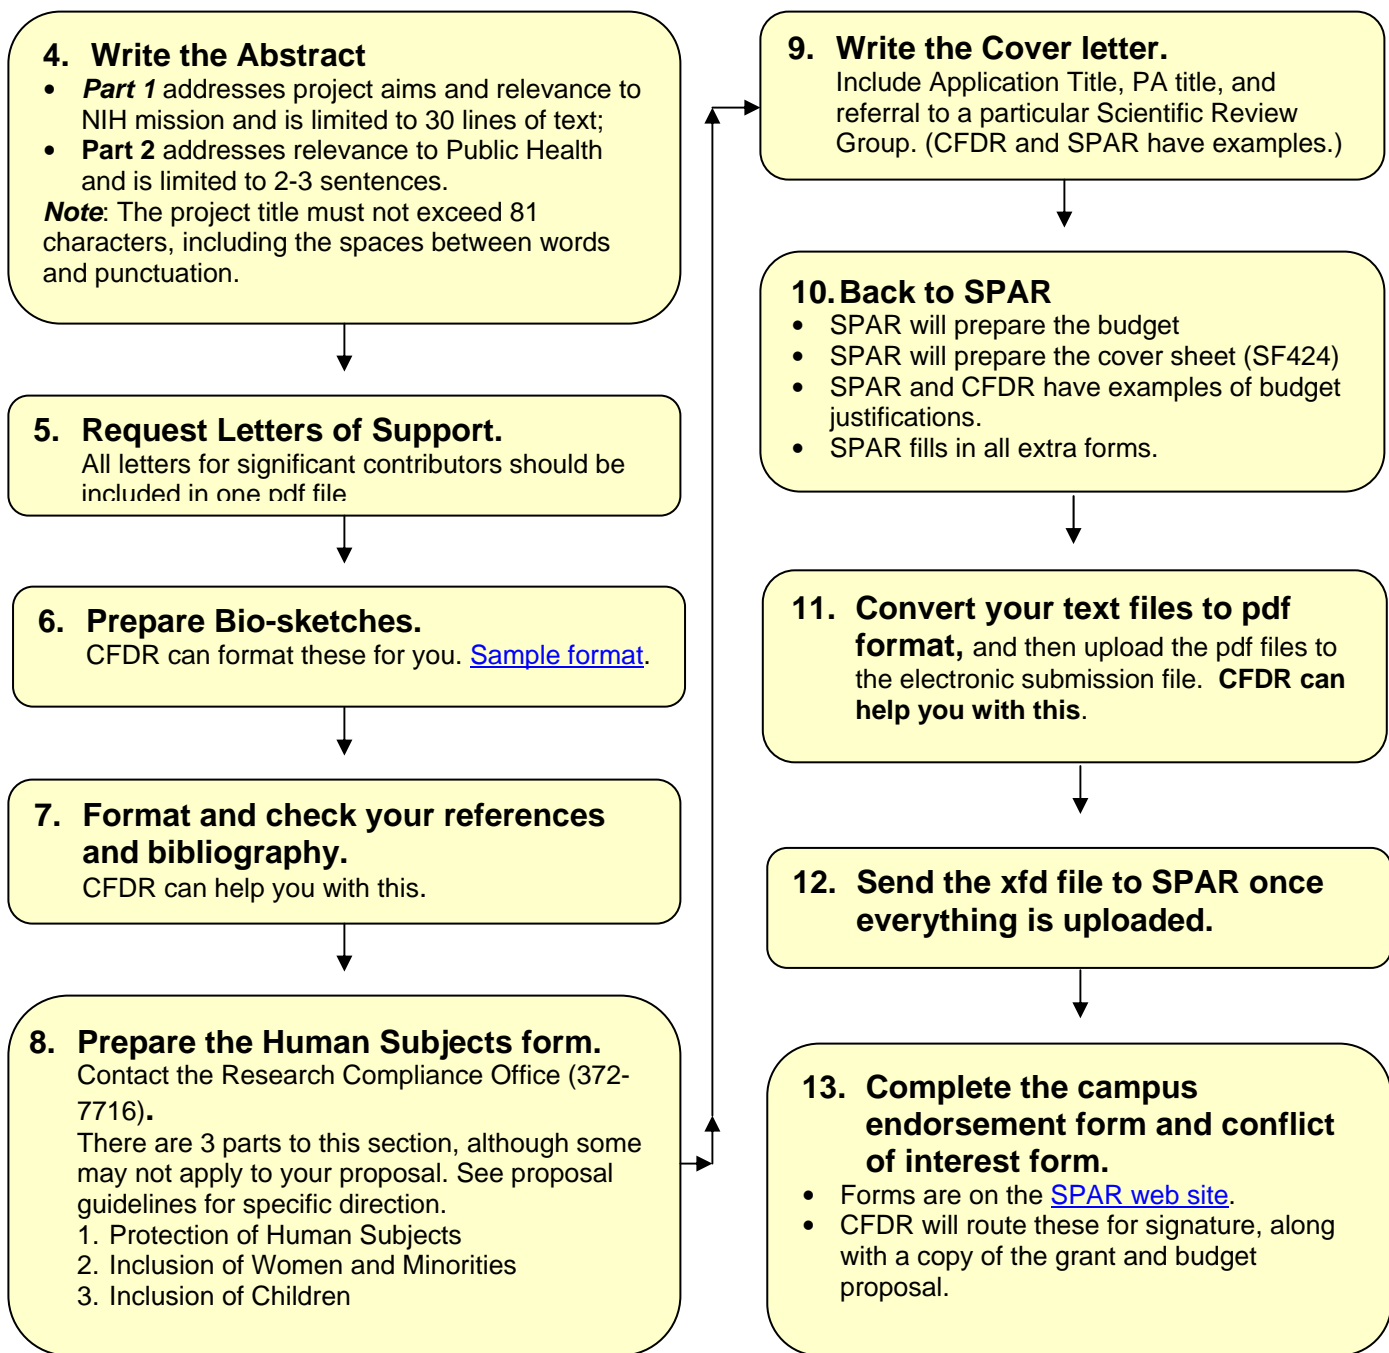 4. Write the Abstract
• Part 1 addresses project aims and relevance to
NIH mission and is limited to 30 lines of text;
• Part 2 addresses relevance to Public Health
and is limited to 2-3 sentences.
Note: The project title must not exceed 81
characters, including the spaces between words
and punctuation.
5. Request Letters of Support.
All letters for significant contributors should be
included in one pdf file
6. Prepare Bio-sketches.
CFDR can format these for you. Sample format.
7. Format and check your references
and bibliography.
CFDR can help you with this.
8. Prepare the Human Subjects form.
Contact the Research Compliance Office (372-
7716).
There are 3 parts to this section, although some
may not apply to your proposal. See proposal
guidelines for specific direction.
1. Protection of Human Subjects
2. Inclusion of Women and Minorities
3. Inclusion of Children
9. Write the Cover letter.
Include Application Title, PA title, and
referral to a particular Scientific Review
Group. (CFDR and SPAR have examples.)
10. Back to SPAR
• SPAR will prepare the budget
• SPAR will prepare the cover sheet (SF424)
• SPAR and CFDR have examples of budget
justifications.
• SPAR fills in all extra forms.
11. Convert your text files to pdf
format, and then upload the pdf files to
the electronic submission file. CFDR can
help you with this.
12. Send the xfd file to SPAR once
everything is uploaded.
13. Complete the campus
endorsement form and conflict
of interest form.
• Forms are on the SPAR web site.
• CFDR will route these for signature, along
with a copy of the grant and budget
proposal.